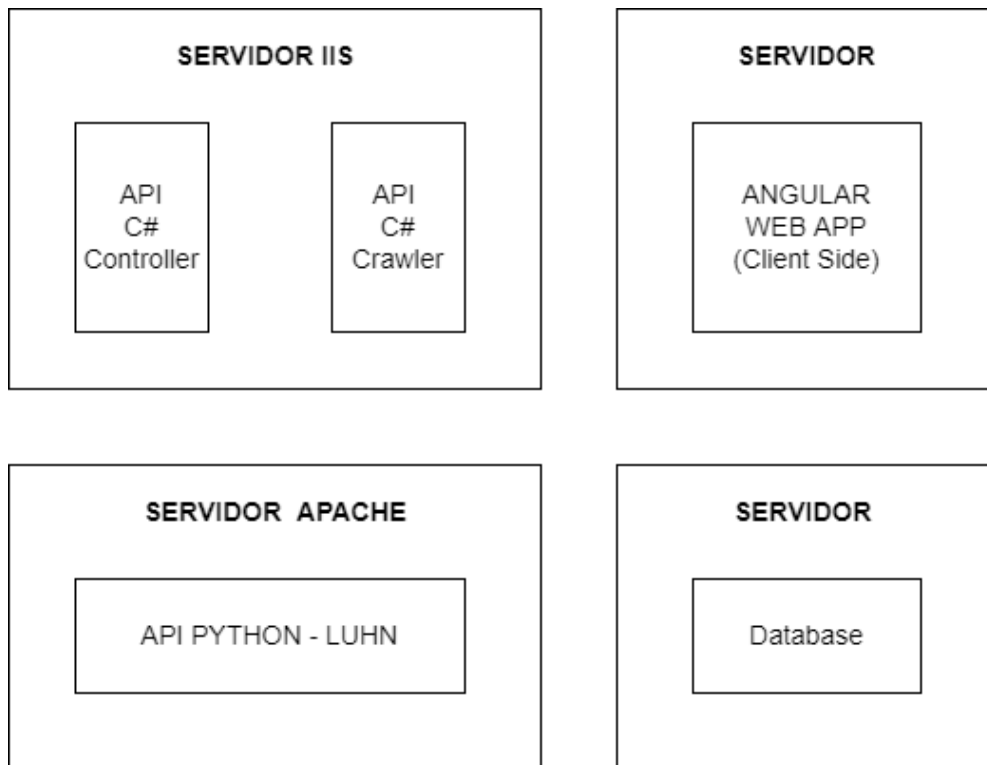 SERVIDOR IIS
API
C#
Controller
API
C#
Crawler
SERVIDOR
ANGULAR
WEB APP
(Client Side)
SERVIDOR APACHE
API PYTHON - LUHN
SERVIDOR
Database